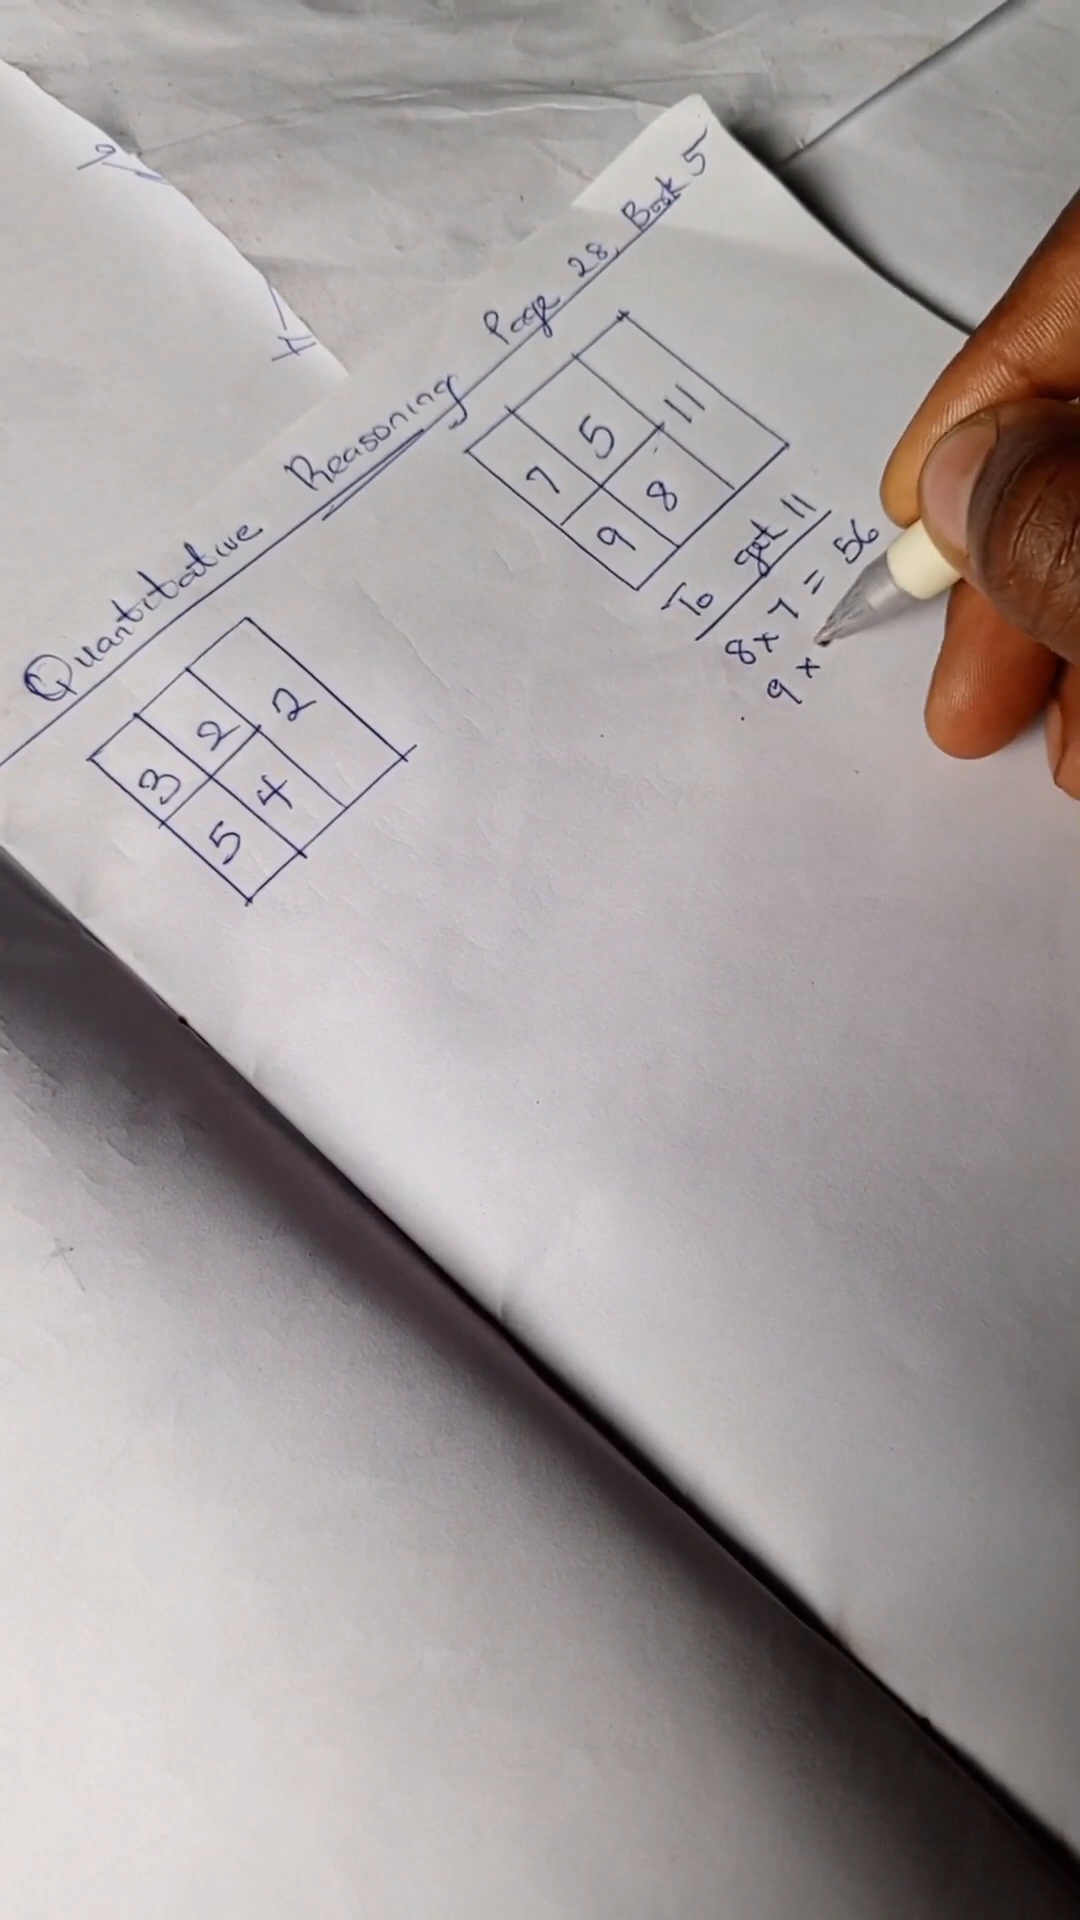 Quantitative Reasoning Page 28, Book 5
3 2 2
5 4
7 5 11
9 8
To get 11
8 x 7 = 56
9 x